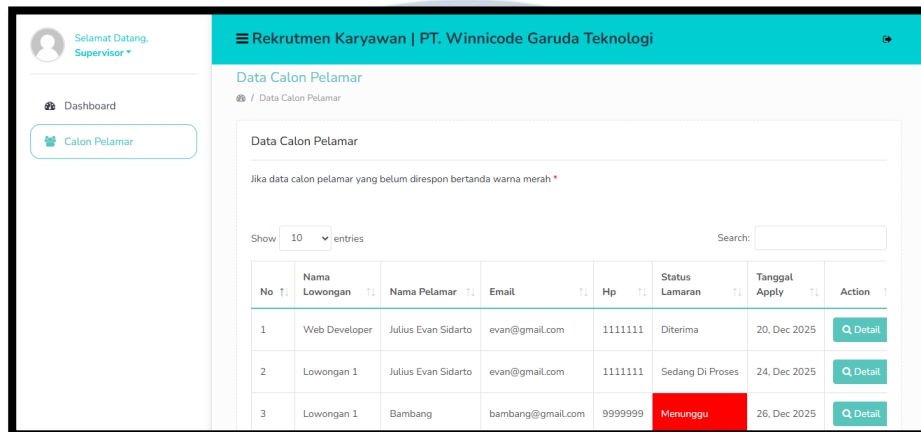 Selamat Datang,
Supervisor
Rekrutmen Karyawan | PT. Winnicode Garuda Teknologi
Dashboard
Calon Pelamar
Data Calon Pelamar
/ Data Calon Pelamar
Data Calon Pelamar
Jika data calon pelamar yang belum direspon bertanda warna merah *
Show 10 entries
Search:
No Nama Lowongan Nama Pelamar Email Hp Status Lamaran Tanggal Apply Action
1 Web Developer Julius Evan Sidarto evan@gmail.com 1111111 Diterima 20, Dec 2025 Detail
2 Lowongan 1 Julius Evan Sidarto evan@gmail.com 1111111 Sedang Di Proses 24, Dec 2025 Detail
3 Lowongan 1 Bambang bambang@gmail.com 9999999 Menunggu 26, Dec 2025 Detail